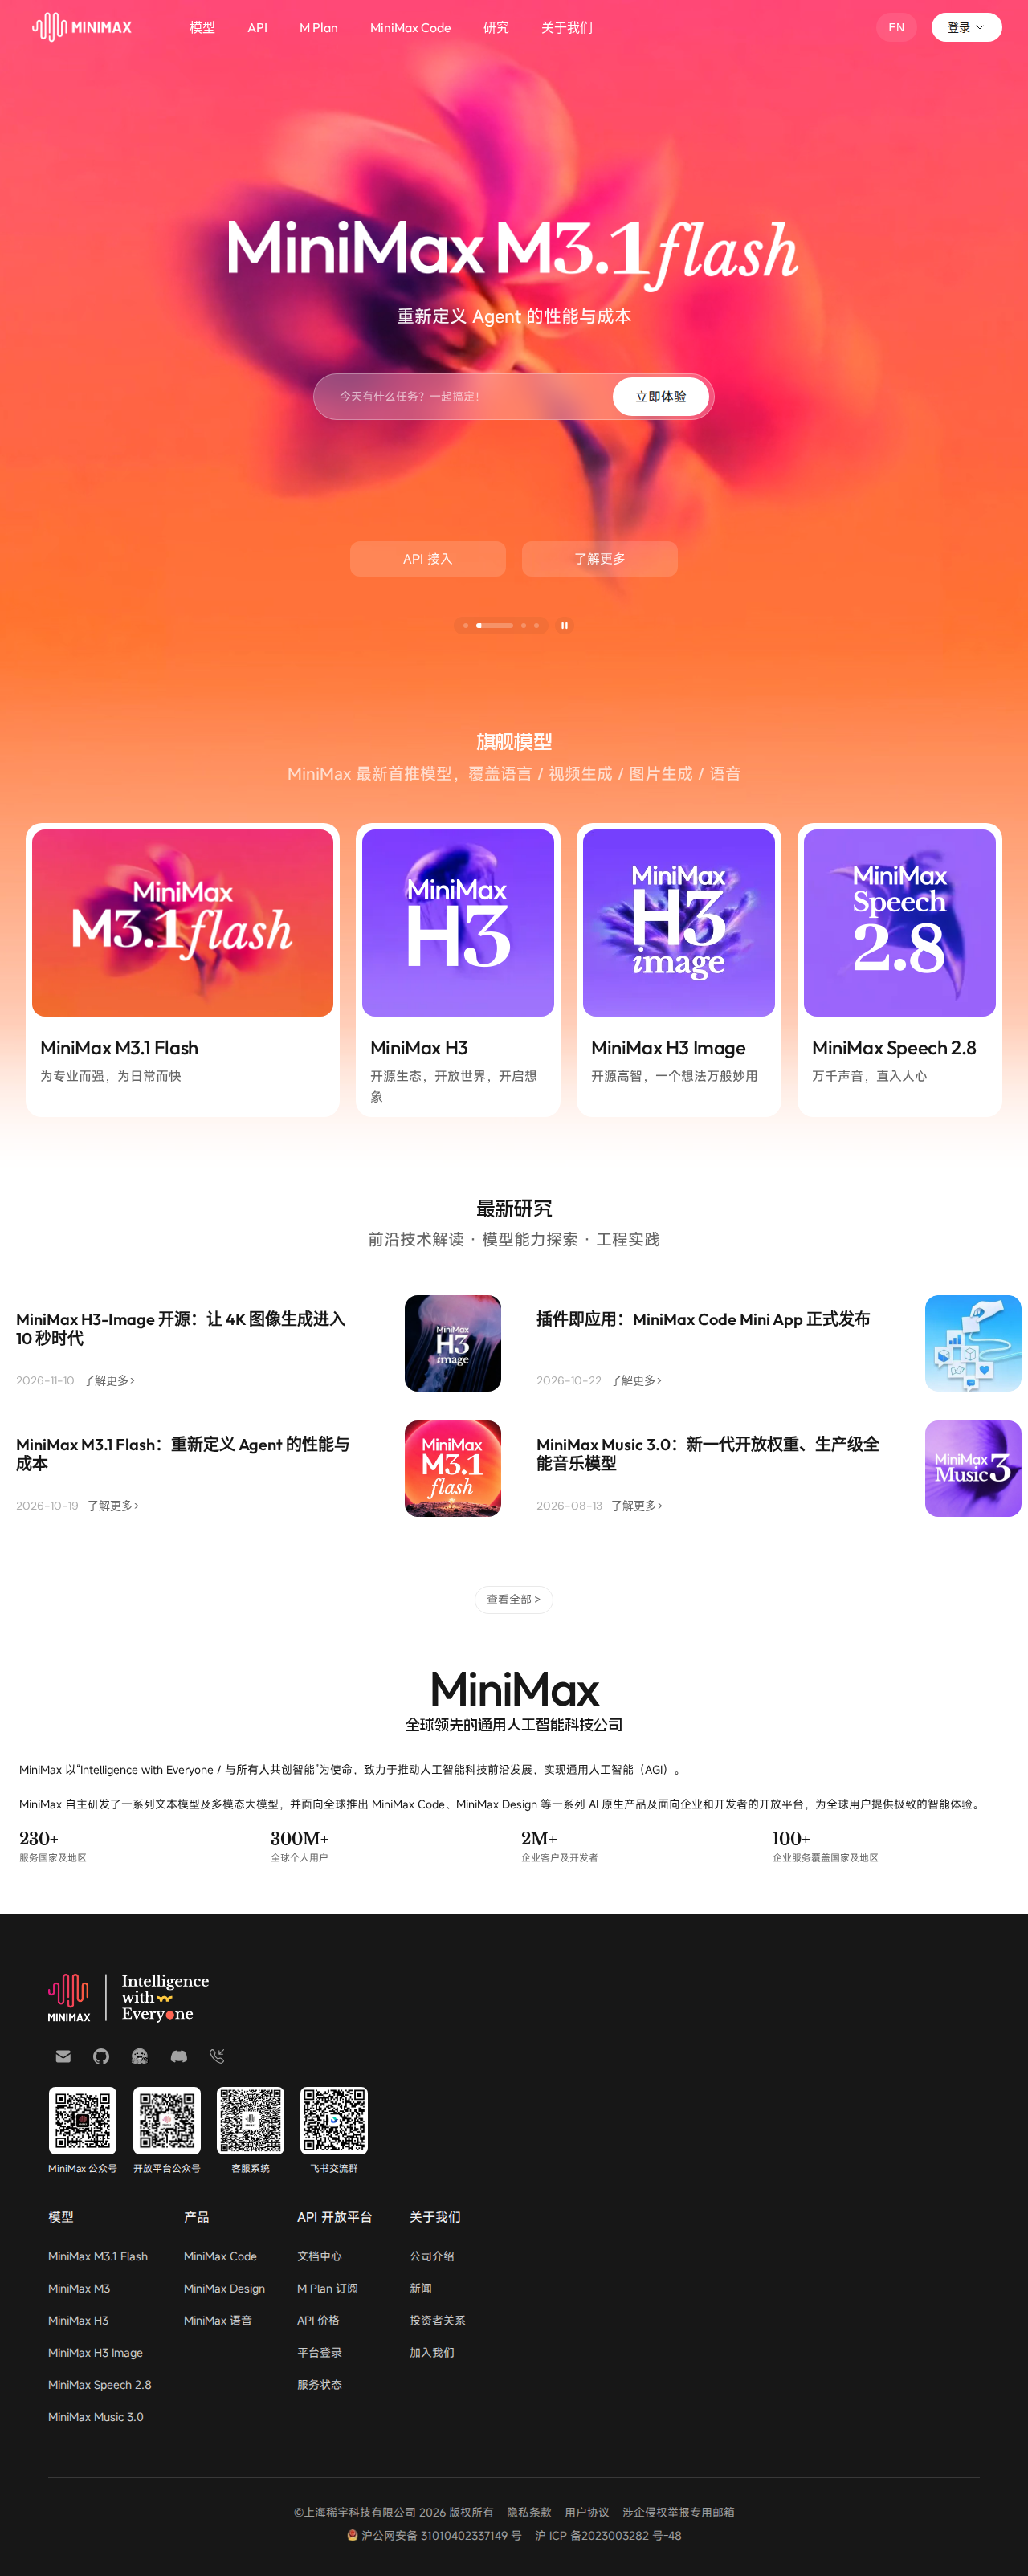 MINIMAX
模型
API
M Plan
MiniMax Code
研究
关于我们
EN
登录
MiniMax M3.1 flash
重新定义 Agent 的性能与成本
今天有什么任务？一起搞定！
立即体验
API 接入
了解更多
旗舰模型
MiniMax 最新首推模型，覆盖语言 / 视频生成 / 图片生成 / 语音
MiniMax
M3.1 flash
MiniMax M3.1 Flash
为专业而强，为日常而快
MiniMax
H3
MiniMax H3
开源生态，开放世界，开启想
象
MiniMax
H3
image
MiniMax H3 Image
开源高智，一个想法万般妙用
MiniMax
Speech
2.8
MiniMax Speech 2.8
万千声音，直入人心
最新研究
前沿技术解读 · 模型能力探索 · 工程实践
MiniMax H3-Image 开源：让 4K 图像生成进入
10 秒时代
2026-11-10 了解更多 >
MiniMax
H3
image
插件即应用：MiniMax Code Mini App 正式发布
2026-10-22 了解更多 >
MiniMax M3.1 Flash：重新定义 Agent 的性能与
成本
2026-10-19 了解更多 >
MiniMax
M3.1
flash
MiniMax Music 3.0：新一代开放权重、生产级全
能音乐模型
2026-08-13 了解更多 >
MiniMax
Music 3
查看全部 >
MiniMax
全球领先的通用人工智能科技公司
MiniMax 以“Intelligence with Everyone / 与所有人共创智能”为使命，致力于推动人工智能科技前沿发展，实现通用人工智能（AGI）。
MiniMax 自主研发了一系列文本模型及多模态大模型，并面向全球推出 MiniMax Code、MiniMax Design 等一系列 AI 原生产品及面向企业和开发者的开放平台，为全球用户提供极致的智能体验。
230+
服务国家及地区
300M+
全球个人用户
2M+
企业客户及开发者
100+
企业服务覆盖国家及地区
MINIMAX
Intelligence
with
Everyone
MiniMax 公众号
开放平台公众号
客服系统
飞书交流群
模型
MiniMax M3.1 Flash
MiniMax M3
MiniMax H3
MiniMax H3 Image
MiniMax Speech 2.8
MiniMax Music 3.0
产品
MiniMax Code
MiniMax Design
MiniMax 语音
API 开放平台
文档中心
M Plan 订阅
API 价格
平台登录
服务状态
关于我们
公司介绍
新闻
投资者关系
加入我们
©上海稀宇科技有限公司 2026 版权所有 隐私条款 用户协议 涉企侵权举报专用邮箱
沪公网安备 31010402337149 号 沪 ICP 备2023003282 号-48